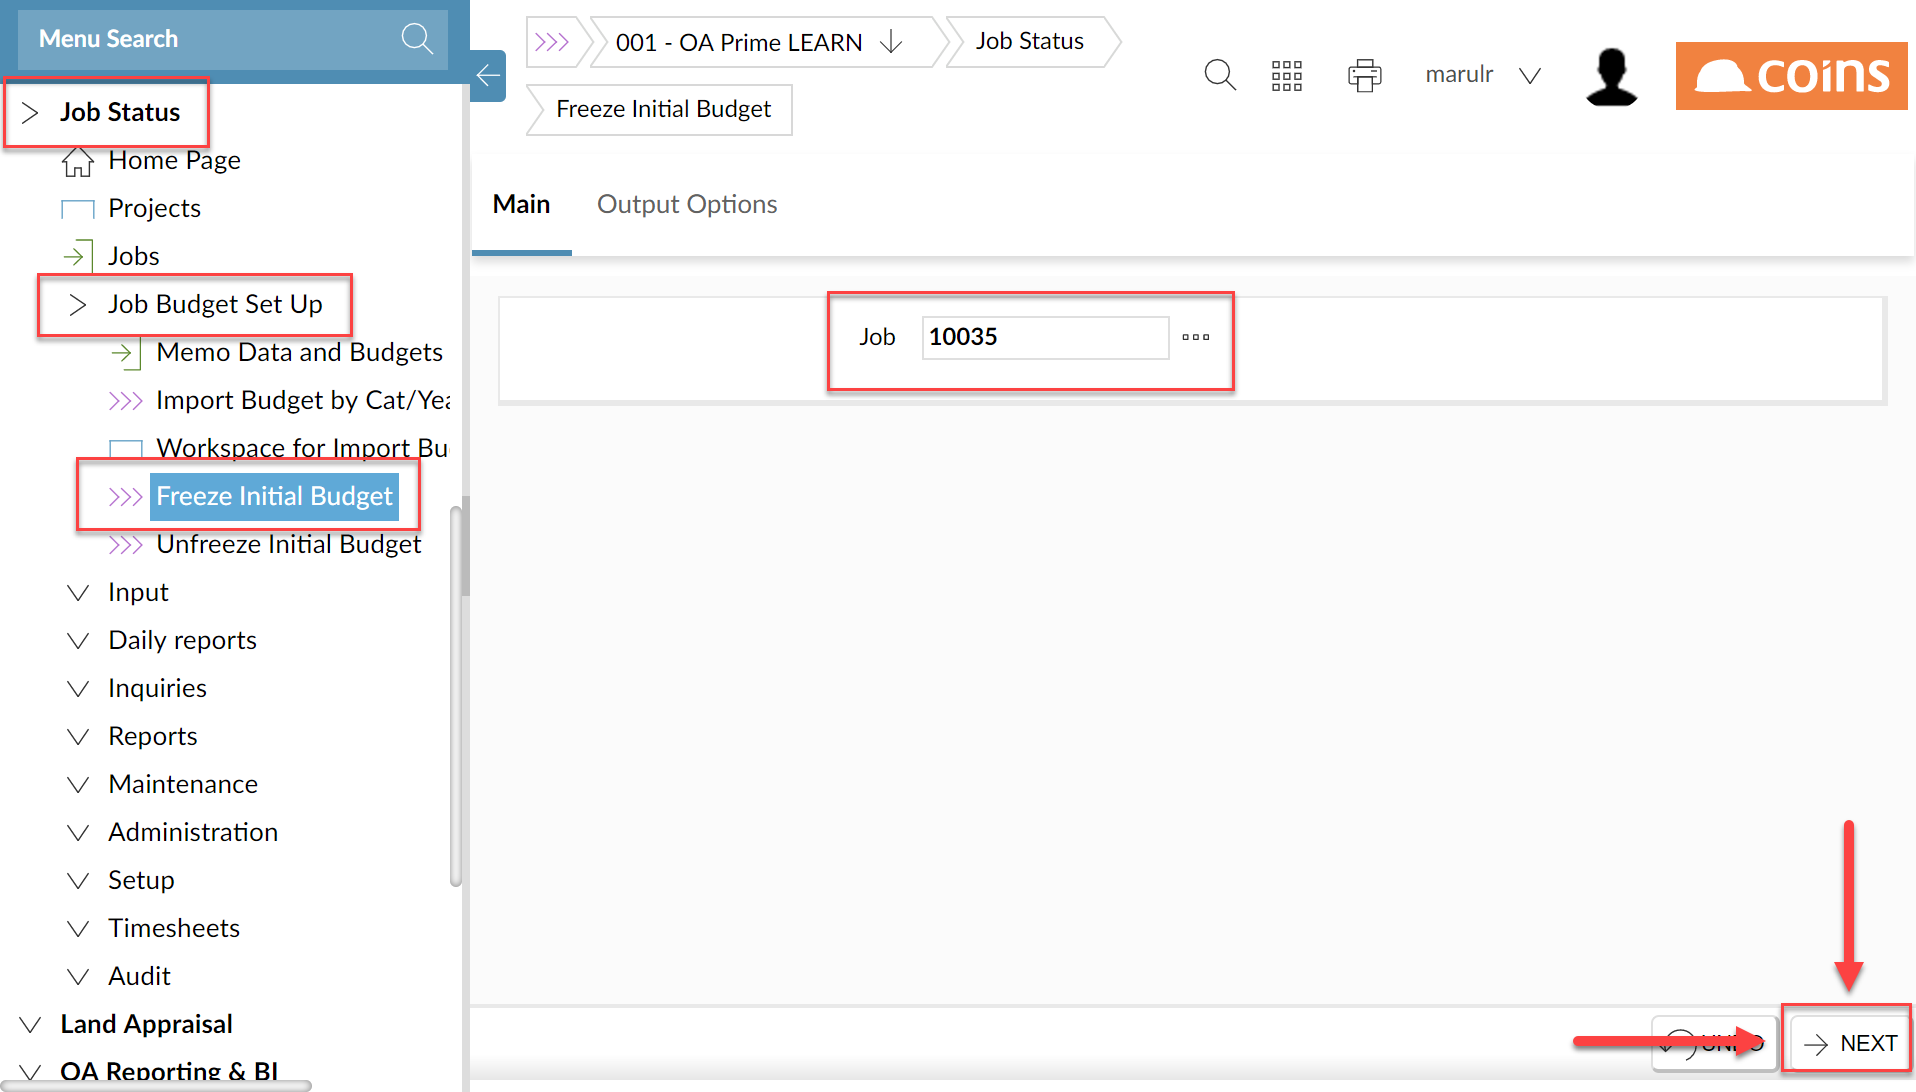 Menu Search
Job Status
Home Page
Projects
Jobs
Job Budget Set Up
Memo Data and Budgets
Import Budget by Cat/Yea
Workspace for Import Bu
Freeze Initial Budget
Unfreeze Initial Budget
Input
Daily reports
Inquiries
Reports
Maintenance
Administration
Setup
Timesheets
Audit
Land Appraisal
OA Reporting & BI
001 - OA Prime LEARN
Job Status
Freeze Initial Budget
marulr
coins
Main
Output Options
Job 10035
UNDO
NEXT